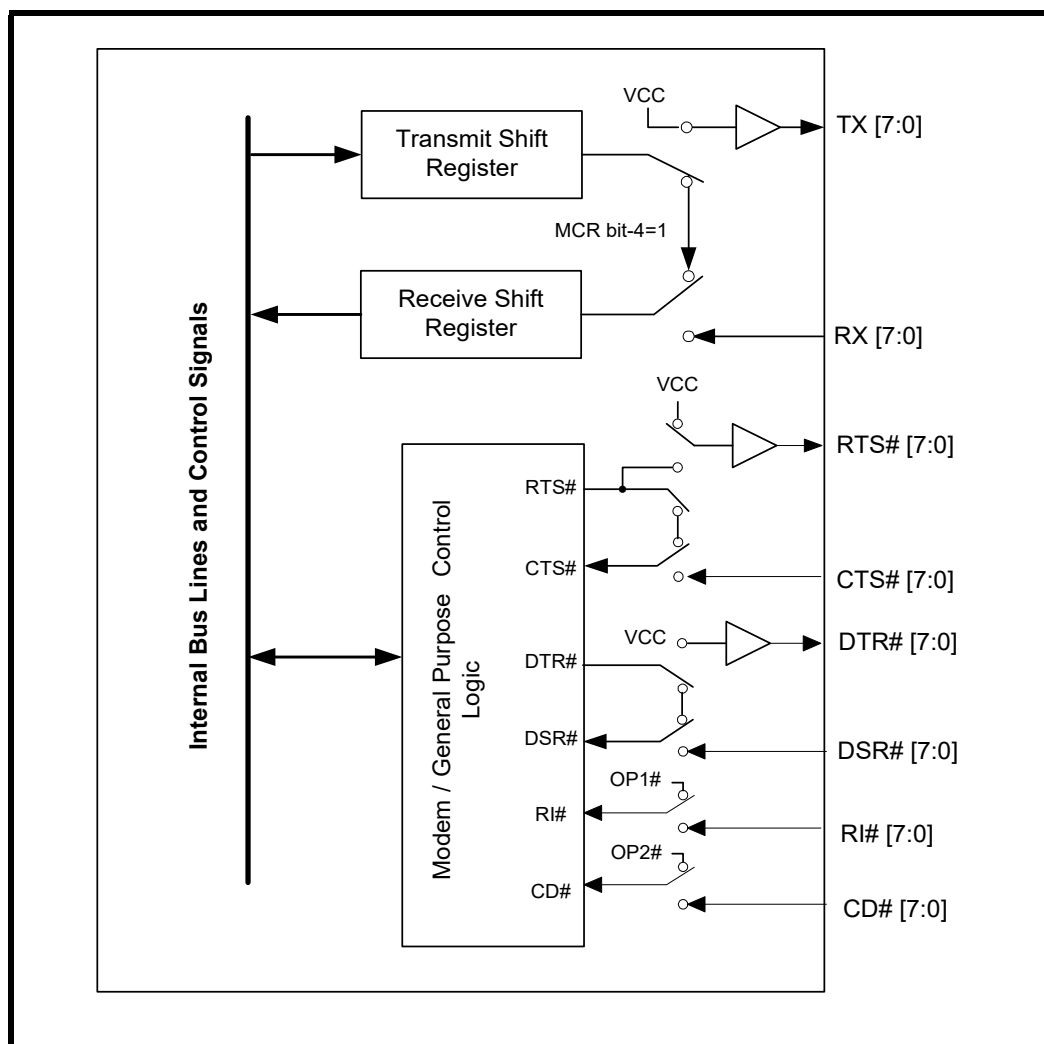 VCC
TX [7:0]
Transmit Shift
Register
MCR bit-4=1
Receive Shift
Register
RX [7:0]
Internal Bus Lines and Control Signals
VCC
RTS# [7:0]
Modem / General Purpose Control
Logic
RTS#
CTS#
CTS# [7:0]
VCC
DTR# [7:0]
DTR#
DSR#
DSR# [7:0]
OP1#
RI#
RI# [7:0]
OP2#
CD#
CD# [7:0]